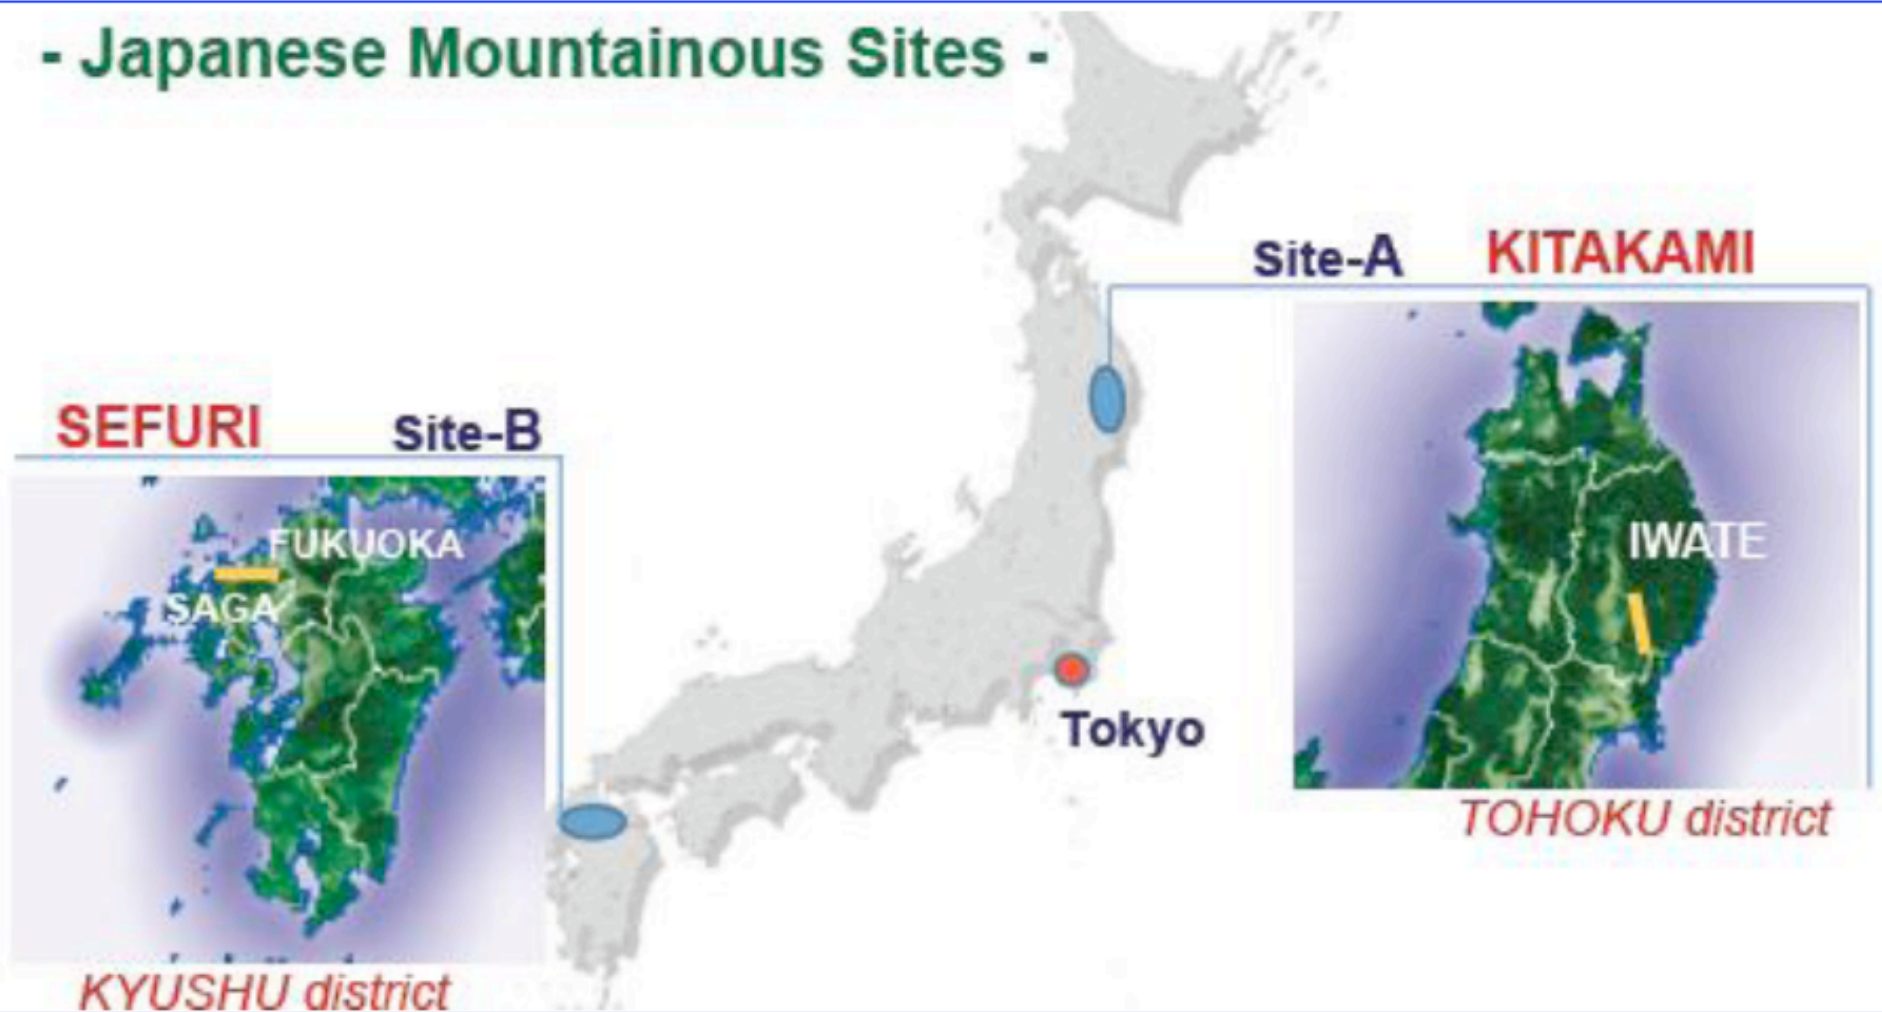 - Japanese Mountainous Sites -
Site-A KITAKAMI
IWATE
TOHOKU district
SEFURI Site-B
FUKUOKA
SAGA
KYUSHU district
Tokyo